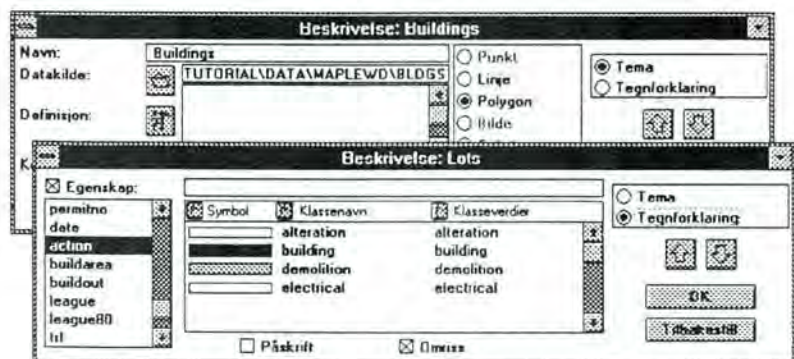 Beskrivelse: Buildings
Navn: Buildings
Datakilde: TUTORIAL\DATA\MAPLEWD\BLDGS
Definisjon:
Punkt
Linje
Polygon
Bilde
Tema
Tegnforklaring
Beskrivelse: Lots
Egenskap:
permitno
date
action
buildarea
buildout
league
league80
Symbol Klassenavn Klasseverdier
alteration alteration
building building
demolition demolition
electrical electrical
Påskrift Omriss
Tema
Tegnforklaring
OK
Tilbakestill